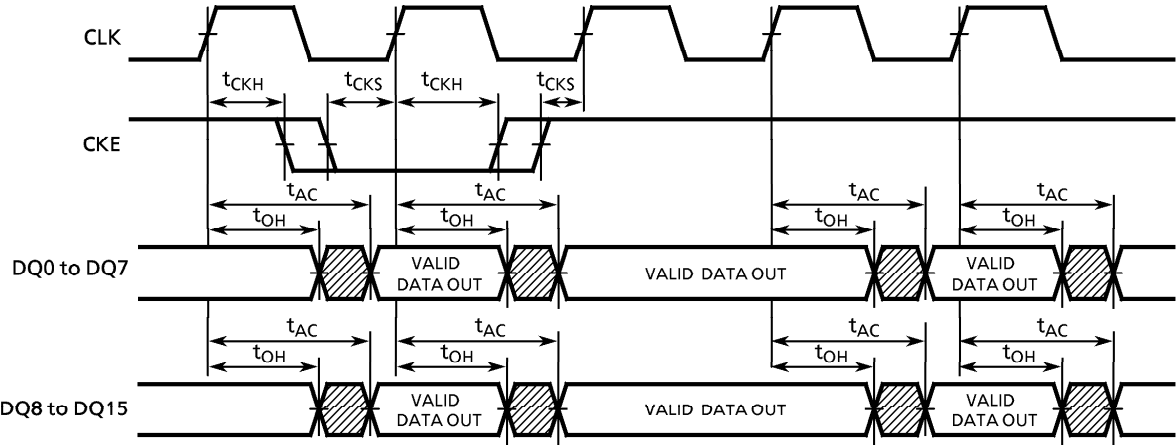 CLK
tCKH tCKS tCKH tCKS
CKE
tAC tAC tAC tAC
tOH tOH tOH tOH
DQ0 to DQ7
VALID DATA OUT
VALID DATA OUT
VALID DATA OUT
tAC tAC tAC tAC
tOH tOH tOH tOH
DQ8 to DQ15
VALID DATA OUT
VALID DATA OUT
VALID DATA OUT